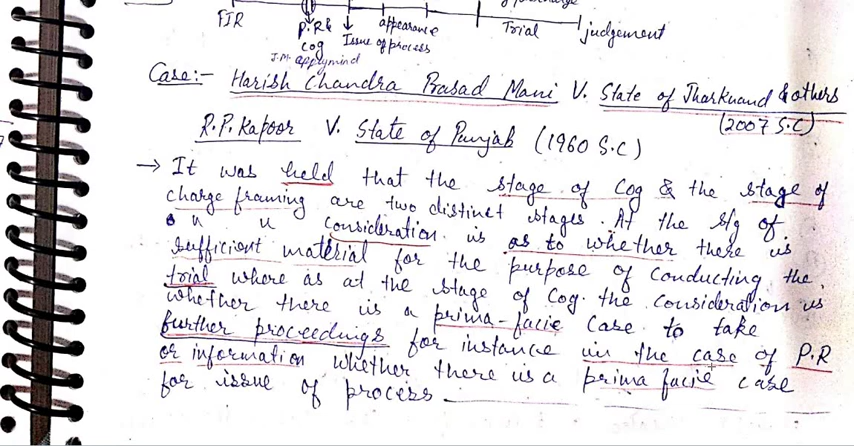 FIR
P.R &
cog
J.M. apply mind
Issue of process
appearance
Trial
judgement
Case:- Harish Chandra Prasad Mani V. State of Jharkhand & others
(2007 S.C)
R.P. Kapoor V. State of Punjab (1960 S.C)
→ It was held that the stage of Cog & the stage of
charge framing are two distinct stages. At the stg of
" " consideration is as to whether there is
sufficient material for the purpose of conducting the
trial where as at the stage of Cog. the consideration is
whether there is a prima-facie case to take
further proceedings for instance in the case of P.R
or information whether there is a prima facie case
for issue of process